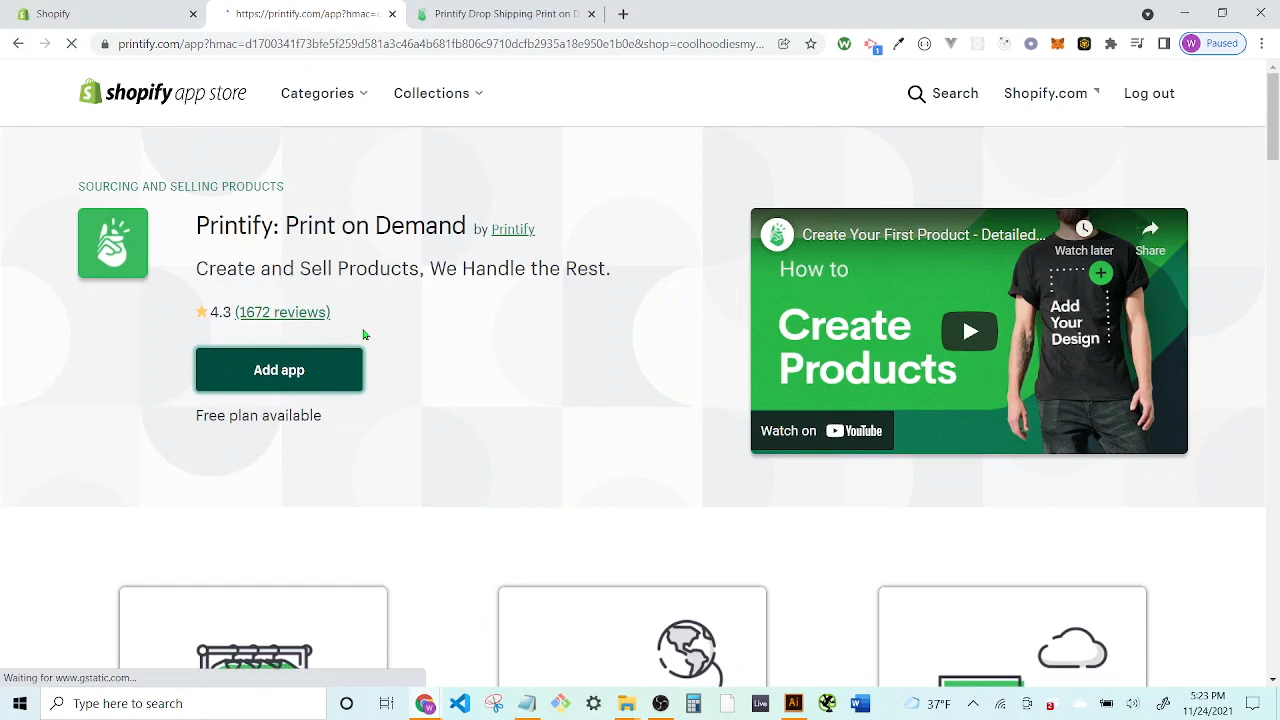 Shopify
https://printify.com/app?hmac=
Printify Drop Shipping Print on D
printify.com/app?hmac=d1700341f73bfe5f253d581a3c46a4b681fb806c9710dcfb2935a18c950c1b0e&shop=coolhoodiesmy...
Paused
shopify app store
Categories
Collections
Search
Shopify.com
Log out
SOURCING AND SELLING PRODUCTS
Printify: Print on Demand by Printify
Create and Sell Products, We Handle the Rest.
4.3 (1672 reviews)
Add app
Free plan available
Create Your First Product - Detailed...
Watch later
Share
How to
Create
Products
Add
Your
Design
Watch on YouTube
Waiting for www.gstatic.com...
Type here to search
37°F
5:23 PM
11/24/2021